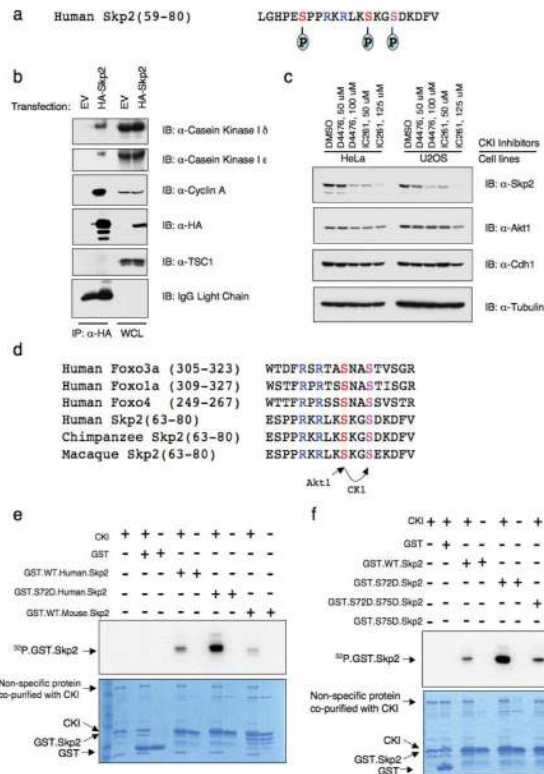 a
Human Skp2(59-80) LGHPESPPRKRLKSKGSDKDFV
P P P
b
Transfection: EV HA-Skp2 EV HA-Skp2
IB: α-Casein Kinase I δ
IB: α-Casein Kinase I ε
IB: α-Cyclin A
IB: α-HA
IB: α-TSC1
IB: IgG Light Chain
IP: α-HA WCL
c
DMSO D4476, 50 uM D4476, 100 uM IC261, 50 uM IC261, 125 uM DMSO D4476, 50 uM D4476, 100 uM IC261, 50 uM IC261, 125 uM CKI Inhibitors
HeLa U2OS Cell lines
IB: α-Skp2
IB: α-Akt1
IB: α-Cdh1
IB: α-Tubulin
d
Human Foxo3a (305-323) WTDFRSRTASNASTVSGR
Human Foxo1a (309-327) WSTFRPRTSSNASTISGR
Human Foxo4 (249-267) WTTFRPRSSSNASSVSTR
Human Skp2(63-80) ESPPRKRLKSKGSDKDFV
Chimpanzee Skp2(63-80) ESPPRKRLKSKGSDKDFV
Macaque Skp2(63-80) ESPPRKRLKSKGSEKDFV
Akt1 CK1
e
CKI + + - + - + - + -
GST - + + - - - - - -
GST.WT.Human.Skp2 - - - + + - - - -
GST.S72D.Human.Skp2 - - - - - + + - -
GST.WT.Mouse.Skp2 - - - - - - - + +
32P.GST.Skp2
Non-specific protein co-purified with CKI
CKI
GST.Skp2
GST
f
CKI + + + - + - +
GST - + - - - - -
GST.WT.Skp2 - - + + - - -
GST.S72D.Skp2 - - - - + + -
GST.S72D.S75D.Skp2 - - - - - - +
GST.S75D.Skp2 - - - - - - -
32P.GST.Skp2
Non-specific protein co-purified with CKI
CKI
GST.Skp2
GST